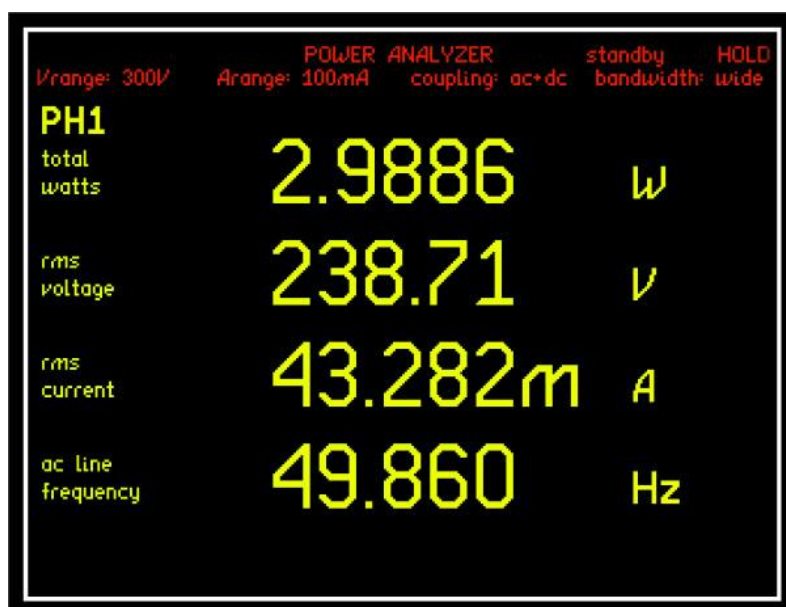 POWER ANALYZER standby HOLD
Vrange: 300V Arange: 100mA coupling: ac+dc bandwidth: wide
PH1
total
watts
2.9886 W
rms
voltage
238.71 V
rms
current
43.282m A
ac line
frequency
49.860 Hz